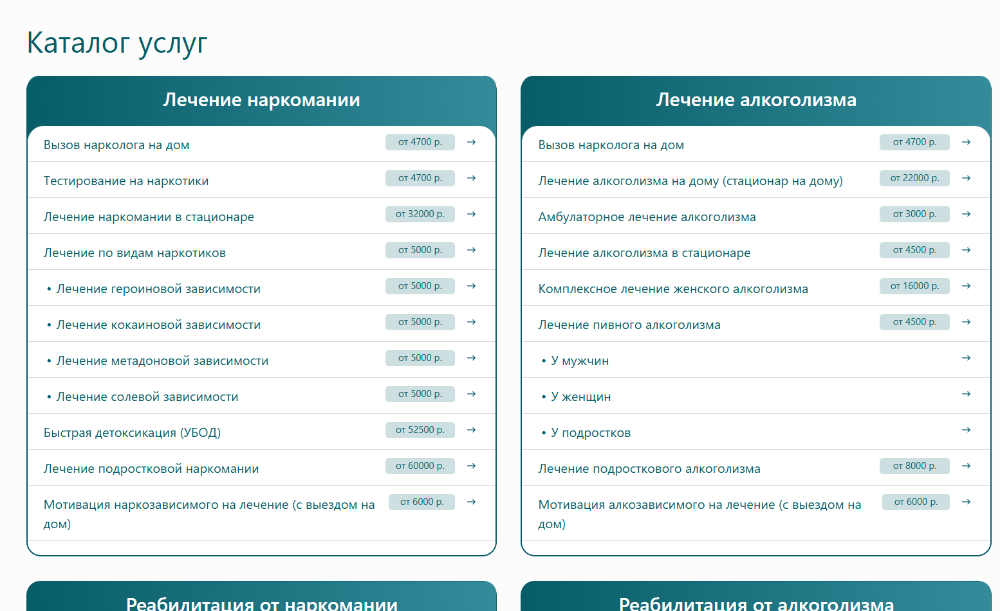 Каталог услуг
Лечение наркомании
Вызов нарколога на дом от 4700 р. →
Тестирование на наркотики от 4700 р. →
Лечение наркомании в стационаре от 32000 р. →
Лечение по видам наркотиков от 5000 р. →
• Лечение героиновой зависимости от 5000 р. →
• Лечение кокаиновой зависимости от 5000 р. →
• Лечение метадоновой зависимости от 5000 р. →
• Лечение солевой зависимости от 5000 р. →
Быстрая детоксикация (УБОД) от 52500 р. →
Лечение подростковой наркомании от 60000 р. →
Мотивация наркозависимого на лечение (с выездом на от 6000 р. →
дом)
Лечение алкоголизма
Вызов нарколога на дом от 4700 р. →
Лечение алкоголизма на дому (стационар на дому) от 22000 р. →
Амбулаторное лечение алкоголизма от 3000 р. →
Лечение алкоголизма в стационаре от 4500 р. →
Комплексное лечение женского алкоголизма от 16000 р. →
Лечение пивного алкоголизма от 4500 р. →
• У мужчин →
• У женщин →
• У подростков →
Лечение подросткового алкоголизма от 8000 р. →
Мотивация алкозависимого на лечение (с выездом на от 6000 р. →
дом)
Реабилитация от наркомании
Реабилитация от алкоголизма